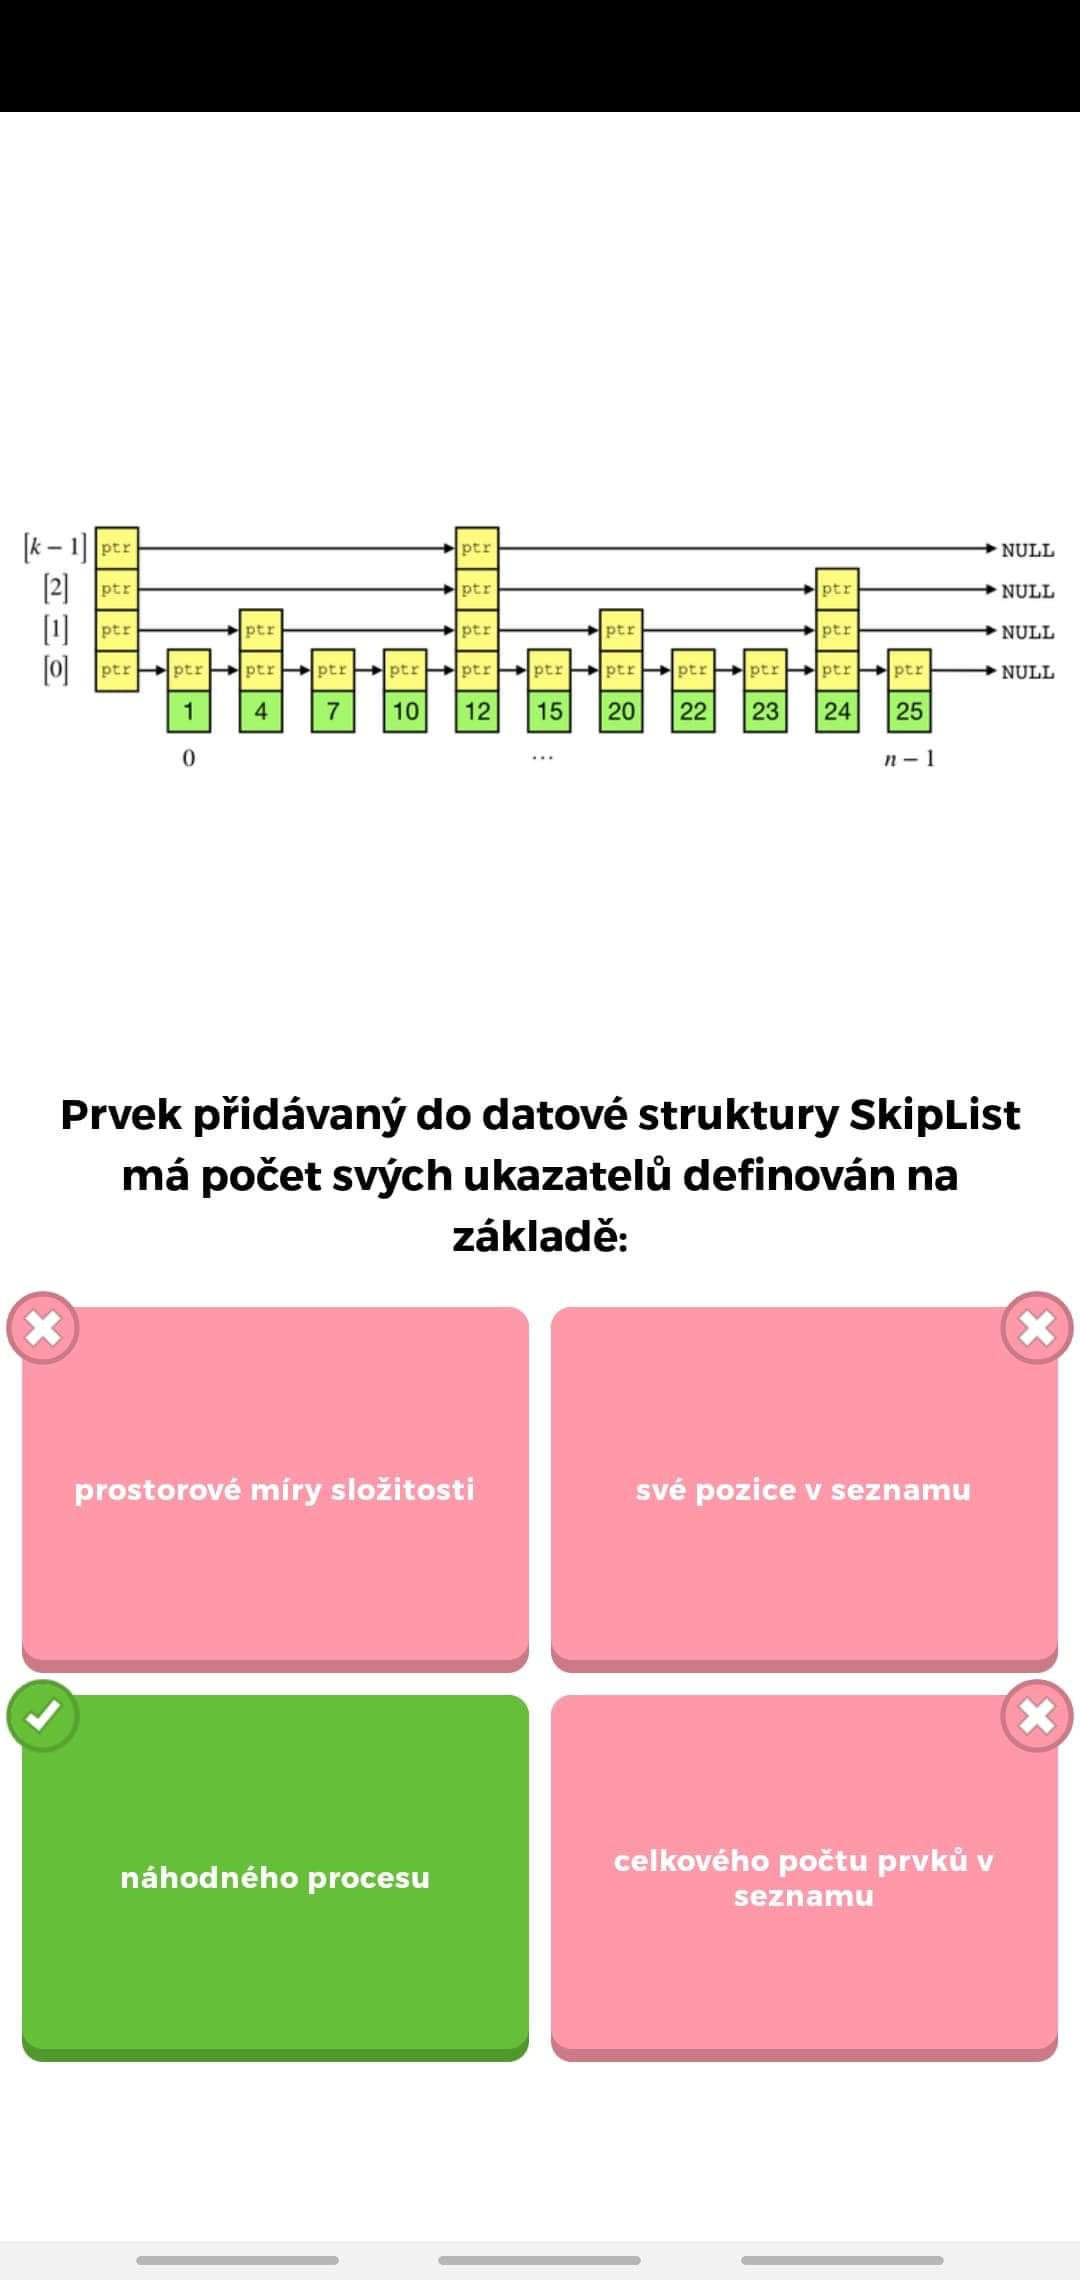 [k − 1] ptr ptr NULL
[2] ptr ptr ptr NULL
[1] ptr ptr ptr ptr ptr NULL
[0] ptr ptr ptr ptr ptr ptr ptr ptr ptr ptr ptr ptr NULL
1 4 7 10 12 15 20 22 23 24 25
0 ... n − 1
Prvek přidávaný do datové struktury SkipList
má počet svých ukazatelů definován na
základě:
prostorové míry složitosti
své pozice v seznamu
náhodného procesu
celkového počtu prvků v
seznamu